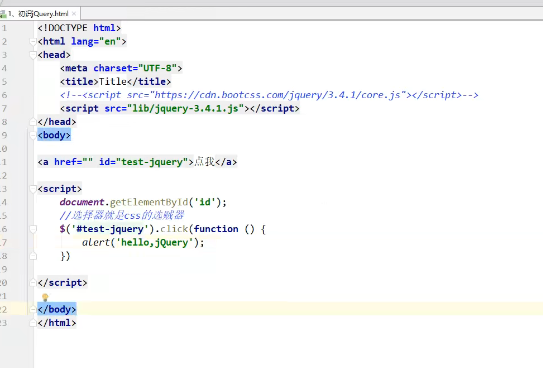 1、初识jQuery.html
1 <!DOCTYPE html>
2 <html lang="en">
3 <head>
4 <meta charset="UTF-8">
5 <title>Title</title>
6 <!--<script src="https://cdn.bootcss.com/jquery/3.4.1/core.js"></script>-->
7 <script src="lib/jquery-3.4.1.js"></script>
8 </head>
9 <body>
10
11 <a href="" id="test-jquery">点我</a>
12
13 <script>
14 document.getElementById('id');
15 //选择器就是css的选择器
16 $('#test-jquery').click(function () {
17 alert('hello,jQuery');
18 })
19
20 </script>
21
22 </body>
23 </html>